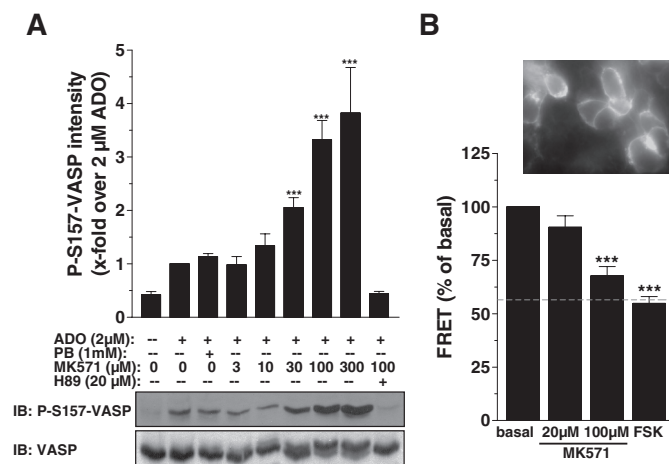 A
P-S157-VASP intensity
(x-fold over 2 µM ADO)
5
4
3
2
1
0
***
***
***
ADO (2µM): -- + + + + + + + +
PB (1mM): -- -- + -- -- -- -- -- --
MK571 (µM): 0 0 0 3 10 30 100 300 100
H89 (20 µM): -- -- -- -- -- -- -- -- +
IB: P-S157-VASP
IB: VASP
B
FRET (% of basal)
125
100
75
50
25
0
***
***
basal 20µM 100µM FSK
MK571